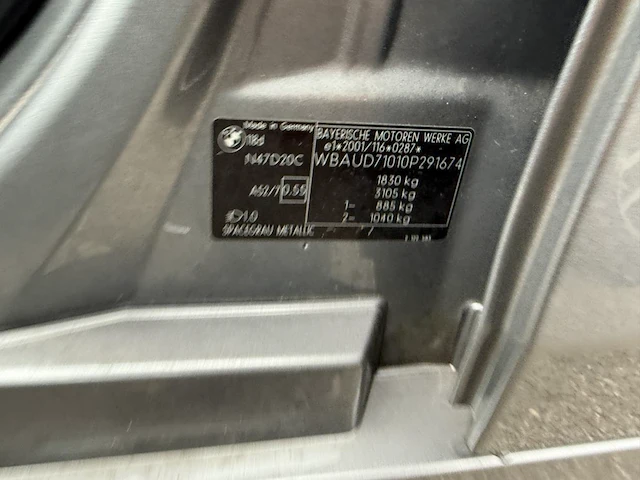 Made in Germany
118d
N47D20C
A52/7 0.55
1.0
SPACEGRAU METALLIC
BAYERISCHE MOTOREN WERKE AG
e1*2001/116*0287*
WBAUD71010P291674
1830 kg
3105 kg
1- 885 kg
2- 1040 kg